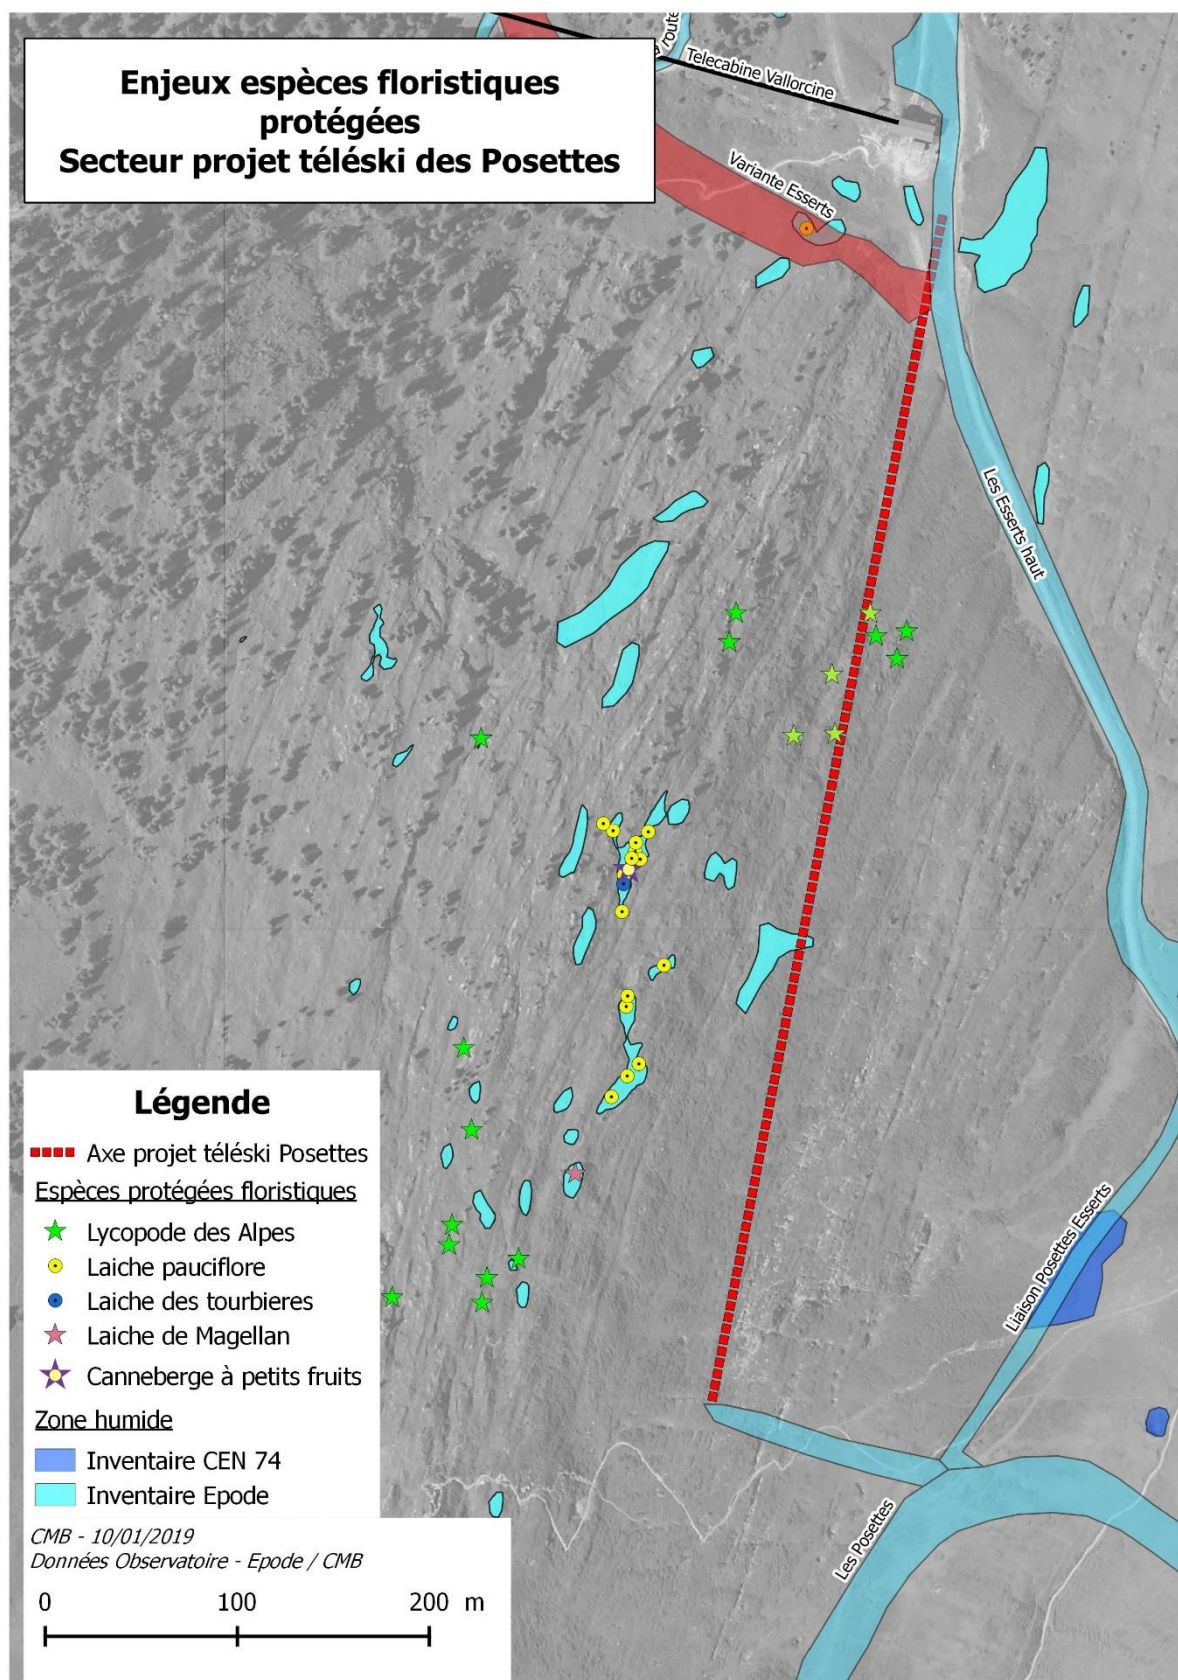 Enjeux espèces floristiques
protégées
Secteur projet téléski des Posettes
route
Telecabine Vallorcine
Variante Esserts
Les Esserts haut
Liaison Posettes Esserts
Les Posettes
Légende
Axe projet téléski Posettes
Espèces protégées floristiques
Lycopode des Alpes
Laiche pauciflore
Laiche des tourbieres
Laiche de Magellan
Canneberge à petits fruits
Zone humide
Inventaire CEN 74
Inventaire Epode
CMB - 10/01/2019
Données Observatoire - Epode / CMB
0 100 200 m